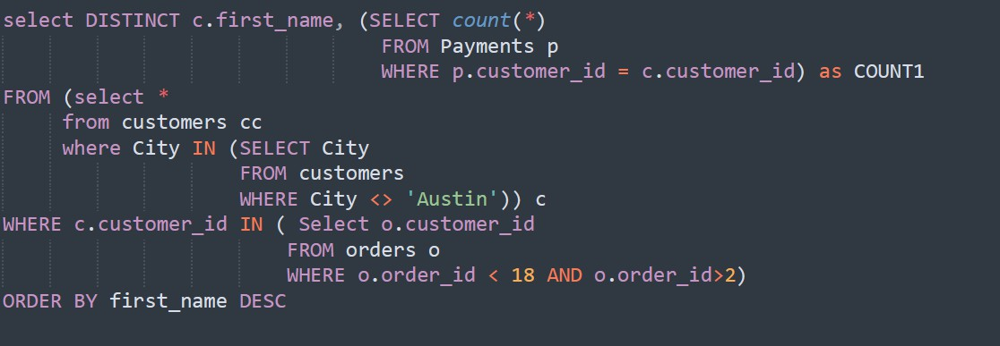 select DISTINCT c.first_name, (SELECT count(*)
FROM Payments p
WHERE p.customer_id = c.customer_id) as COUNT1
FROM (select *
from customers cc
where City IN (SELECT City
FROM customers
WHERE City <> 'Austin')) c
WHERE c.customer_id IN ( Select o.customer_id
FROM orders o
WHERE o.order_id < 18 AND o.order_id>2)
ORDER BY first_name DESC